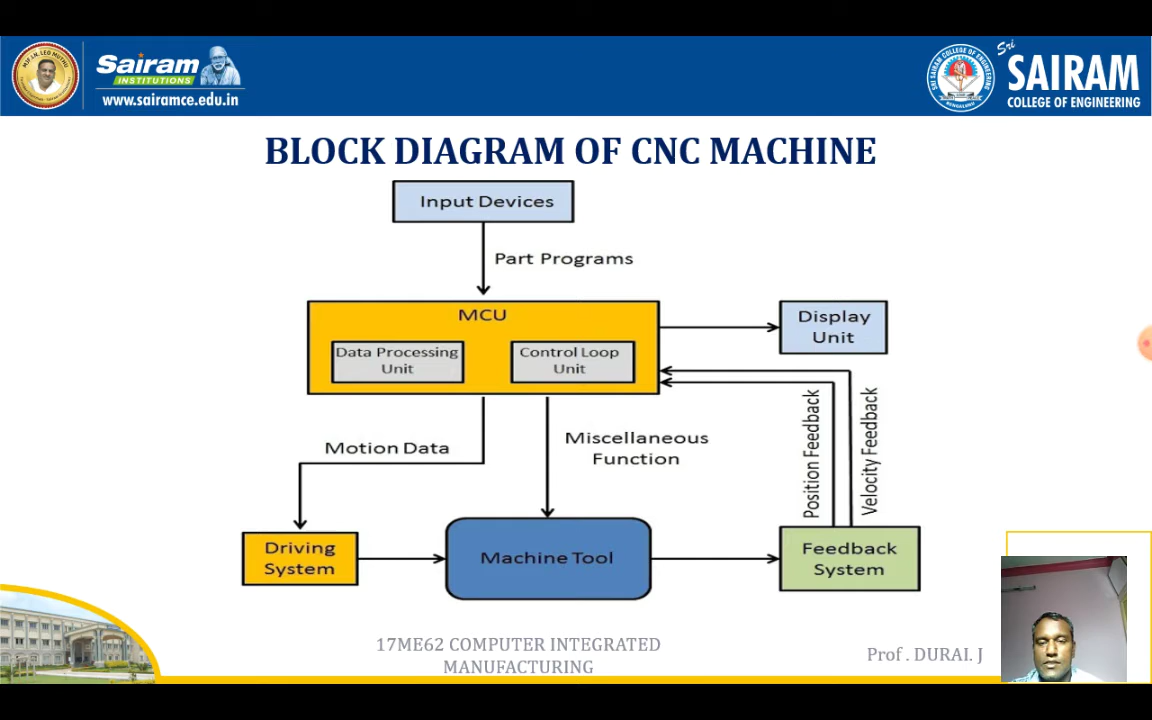 Sairam
INSTITUTIONS
www.sairamce.edu.in
Sri
SAIRAM
COLLEGE OF ENGINEERING
BLOCK DIAGRAM OF CNC MACHINE
Input Devices
Part Programs
MCU
Data Processing
Unit
Control Loop
Unit
Display
Unit
Motion Data
Miscellaneous
Function
Position Feedback
Velocity Feedback
Driving
System
Machine Tool
Feedback
System
17ME62 COMPUTER INTEGRATED
MANUFACTURING
Prof . DURAI. J